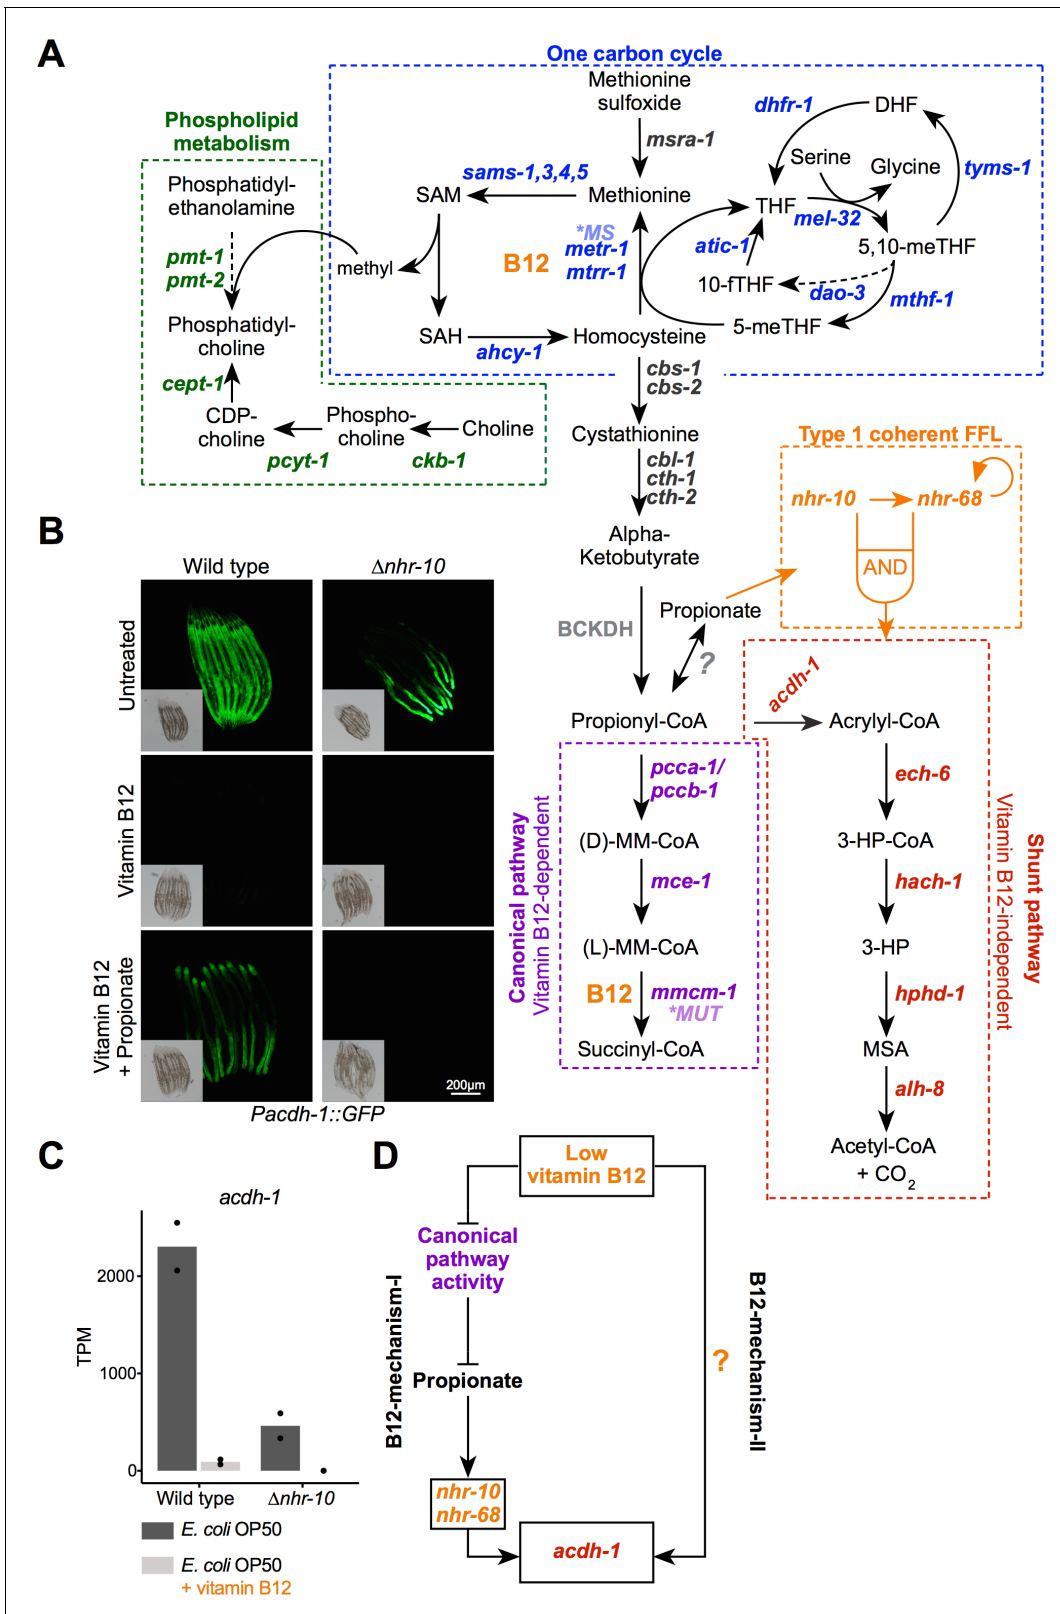 A
One carbon cycle
Methionine
sulfoxide
msra-1
dhfr-1
DHF
Serine
Glycine
tyms-1
Phospholipid
metabolism
Phosphatidyl-
ethanolamine
sams-1,3,4,5
SAM
Methionine
THF
mel-32
*MS
metr-1
mtrr-1
B12
atic-1
5,10-meTHF
pmt-1
pmt-2
methyl
10-fTHF
dao-3
mthf-1
Phosphatidyl-
choline
SAH
ahcy-1
Homocysteine
5-meTHF
cept-1
cbs-1
cbs-2
CDP-
choline
Phospho-
choline
Choline
pcyt-1
ckb-1
Cystathionine
cbl-1
cth-1
cth-2
Type 1 coherent FFL
nhr-10
nhr-68
AND
Alpha-
Ketobutyrate
BCKDH
Propionate
?
Propionyl-CoA
acdh-1
Acrylyl-CoA
pcca-1/
pccb-1
ech-6
(D)-MM-CoA
3-HP-CoA
mce-1
hach-1
(L)-MM-CoA
3-HP
B12
mmcm-1
*MUT
hphd-1
Succinyl-CoA
MSA
alh-8
Acetyl-CoA
+ CO2
Canonical pathway
Vitamin B12-dependent
Shunt pathway
Vitamin B12-independent
B
Wild type
Δnhr-10
Untreated
Vitamin B12
Vitamin B12
+ Propionate
200µm
Pacdh-1::GFP
C
acdh-1
TPM
2000
1000
0
Wild type
Δnhr-10
E. coli OP50
E. coli OP50
+ vitamin B12
D
Low
vitamin B12
Canonical
pathway
activity
Propionate
nhr-10
nhr-68
acdh-1
B12-mechanism-I
?
B12-mechanism-II